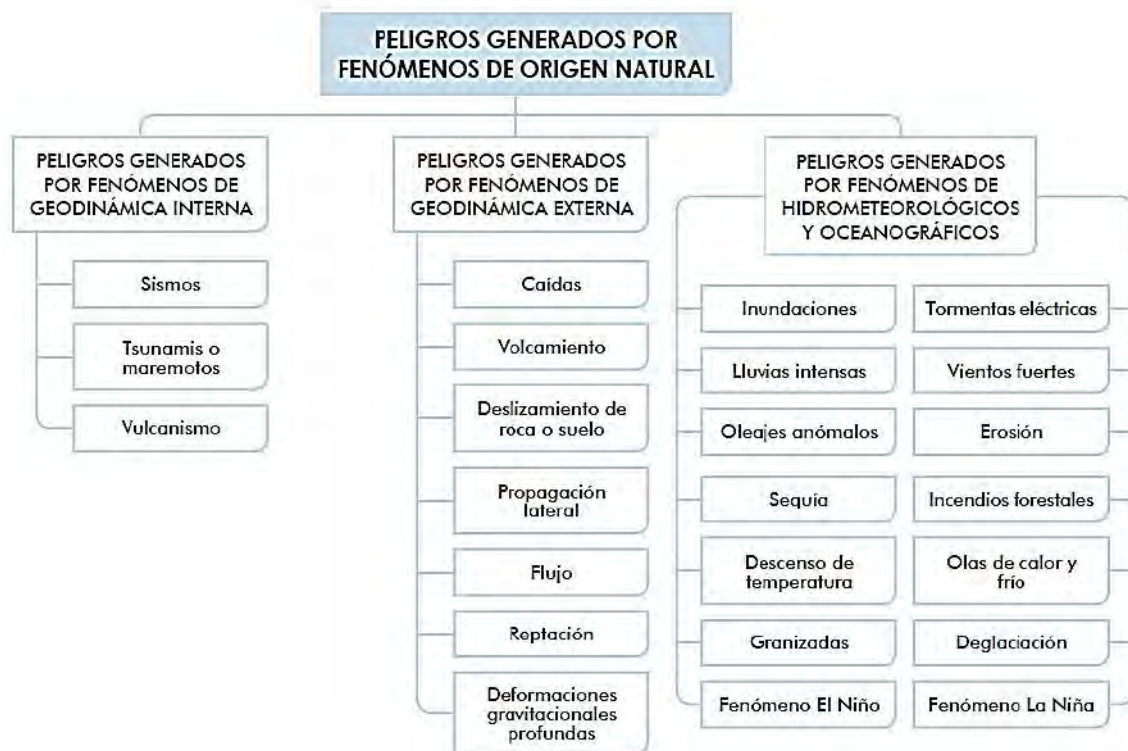 PELIGROS GENERADOS POR
FENÓMENOS DE ORIGEN NATURAL
PELIGROS GENERADOS
POR FENÓMENOS DE
GEODINÁMICA INTERNA
Sismos
Tsunamis o
maremotos
Vulcanismo
PELIGROS GENERADOS
POR FENÓMENOS DE
GEODINÁMICA EXTERNA
Caídas
Volcamiento
Deslizamiento de
roca o suelo
Propagación
lateral
Flujo
Reptación
Deformaciones
gravitacionales
profundas
PELIGROS GENERADOS
POR FENÓMENOS DE
HIDROMETEOROLÓGICOS
Y OCEANOGRÁFICOS
Inundaciones
Lluvias intensas
Oleajes anómalos
Sequía
Descenso de
temperatura
Granizadas
Fenómeno El Niño
Tormentas eléctricas
Vientos fuertes
Erosión
Incendios forestales
Olas de calor y
frío
Deglaciación
Fenómeno La Niña